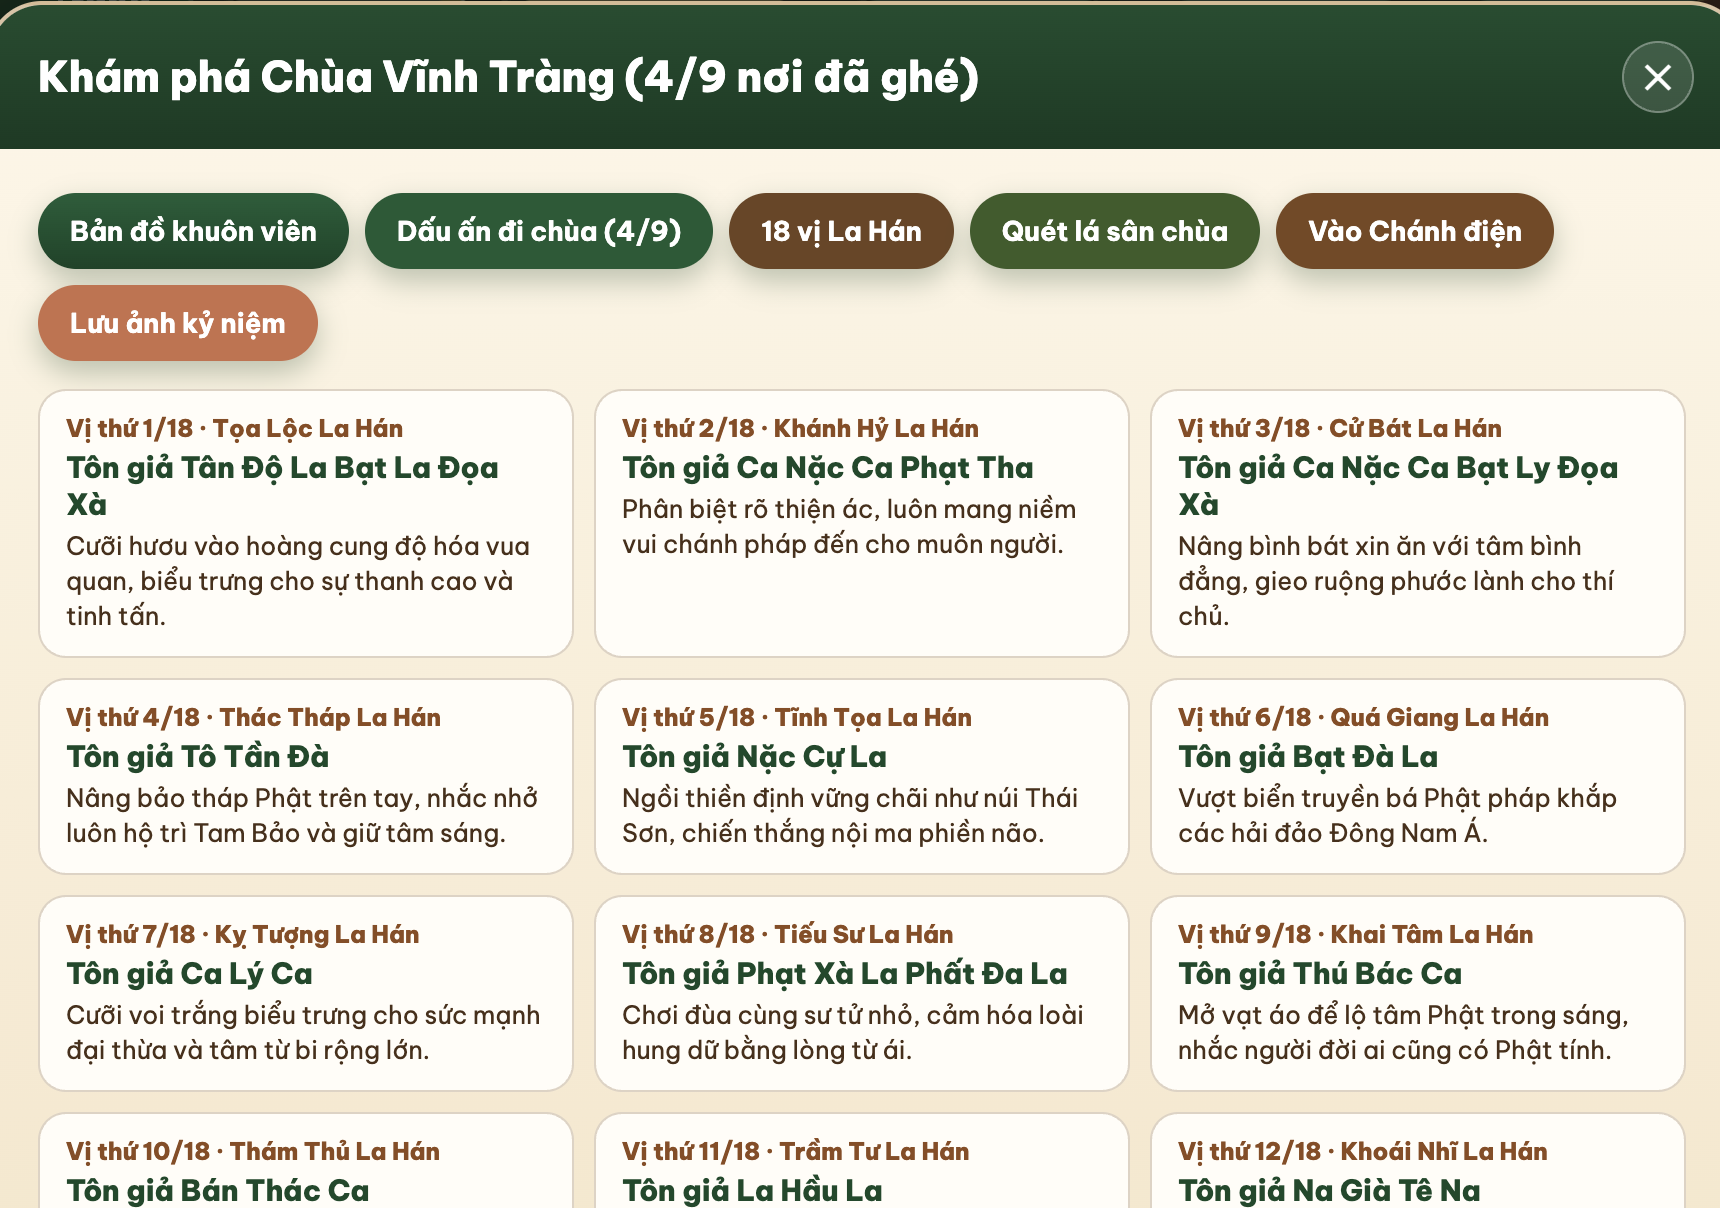 Khám phá Chùa Vĩnh Tràng (4/9 nơi đã ghé)
Bản đồ khuôn viên
Dấu ấn đi chùa (4/9)
18 vị La Hán
Quét lá sân chùa
Vào Chánh điện
Lưu ảnh kỷ niệm
Vị thứ 1/18 · Tọa Lộc La Hán
Tôn giả Tân Độ La Bạt La Đọa
Xà
Cưỡi hươu vào hoàng cung độ hóa vua
quan, biểu trưng cho sự thanh cao và
tinh tấn.
Vị thứ 2/18 · Khánh Hỷ La Hán
Tôn giả Ca Nặc Ca Phạt Tha
Phân biệt rõ thiện ác, luôn mang niềm
vui chánh pháp đến cho muôn người.
Vị thứ 3/18 · Cử Bát La Hán
Tôn giả Ca Nặc Ca Bạt Ly Đọa
Xà
Nâng bình bát xin ăn với tâm bình
đẳng, gieo ruộng phước lành cho thí
chủ.
Vị thứ 4/18 · Thác Tháp La Hán
Tôn giả Tô Tần Đà
Nâng bảo tháp Phật trên tay, nhắc nhở
luôn hộ trì Tam Bảo và giữ tâm sáng.
Vị thứ 5/18 · Tĩnh Tọa La Hán
Tôn giả Nặc Cự La
Ngồi thiền định vững chãi như núi Thái
Sơn, chiến thắng nội ma phiền não.
Vị thứ 6/18 · Quá Giang La Hán
Tôn giả Bạt Đà La
Vượt biển truyền bá Phật pháp khắp
các hải đảo Đông Nam Á.
Vị thứ 7/18 · Kỵ Tượng La Hán
Tôn giả Ca Lý Ca
Cưỡi voi trắng biểu trưng cho sức mạnh
đại thừa và tâm từ bi rộng lớn.
Vị thứ 8/18 · Tiếu Sư La Hán
Tôn giả Phạt Xà La Phất Đa La
Chơi đùa cùng sư tử nhỏ, cảm hóa loài
hung dữ bằng lòng từ ái.
Vị thứ 9/18 · Khai Tâm La Hán
Tôn giả Thú Bác Ca
Mở vạt áo để lộ tâm Phật trong sáng,
nhắc người đời ai cũng có Phật tính.
Vị thứ 10/18 · Thám Thủ La Hán
Tôn giả Bán Thác Ca
Vị thứ 11/18 · Trầm Tư La Hán
Tôn giả La Hầu La
Vị thứ 12/18 · Khoái Nhĩ La Hán
Tôn giả Na Già Tê Na